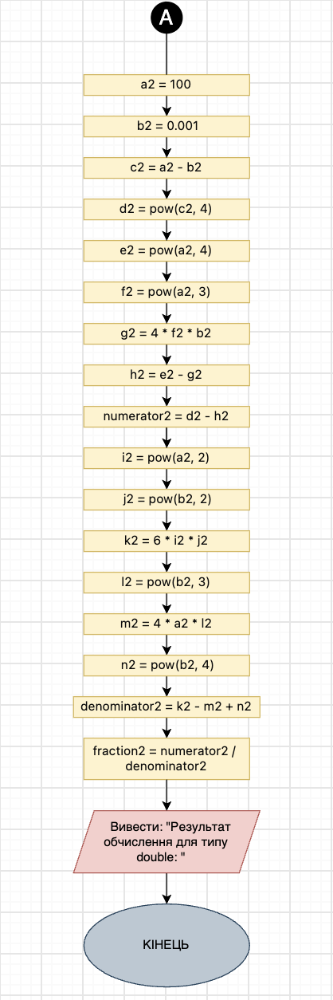 A
a2 = 100
b2 = 0.001
c2 = a2 - b2
d2 = pow(c2, 4)
e2 = pow(a2, 4)
f2 = pow(a2, 3)
g2 = 4 * f2 * b2
h2 = e2 - g2
numerator2 = d2 - h2
i2 = pow(a2, 2)
j2 = pow(b2, 2)
k2 = 6 * i2 * j2
l2 = pow(b2, 3)
m2 = 4 * a2 * l2
n2 = pow(b2, 4)
denominator2 = k2 - m2 + n2
fraction2 = numerator2 /
denominator2
Вивести: "Результат
обчислення для типу
double: "
КІНЕЦЬ